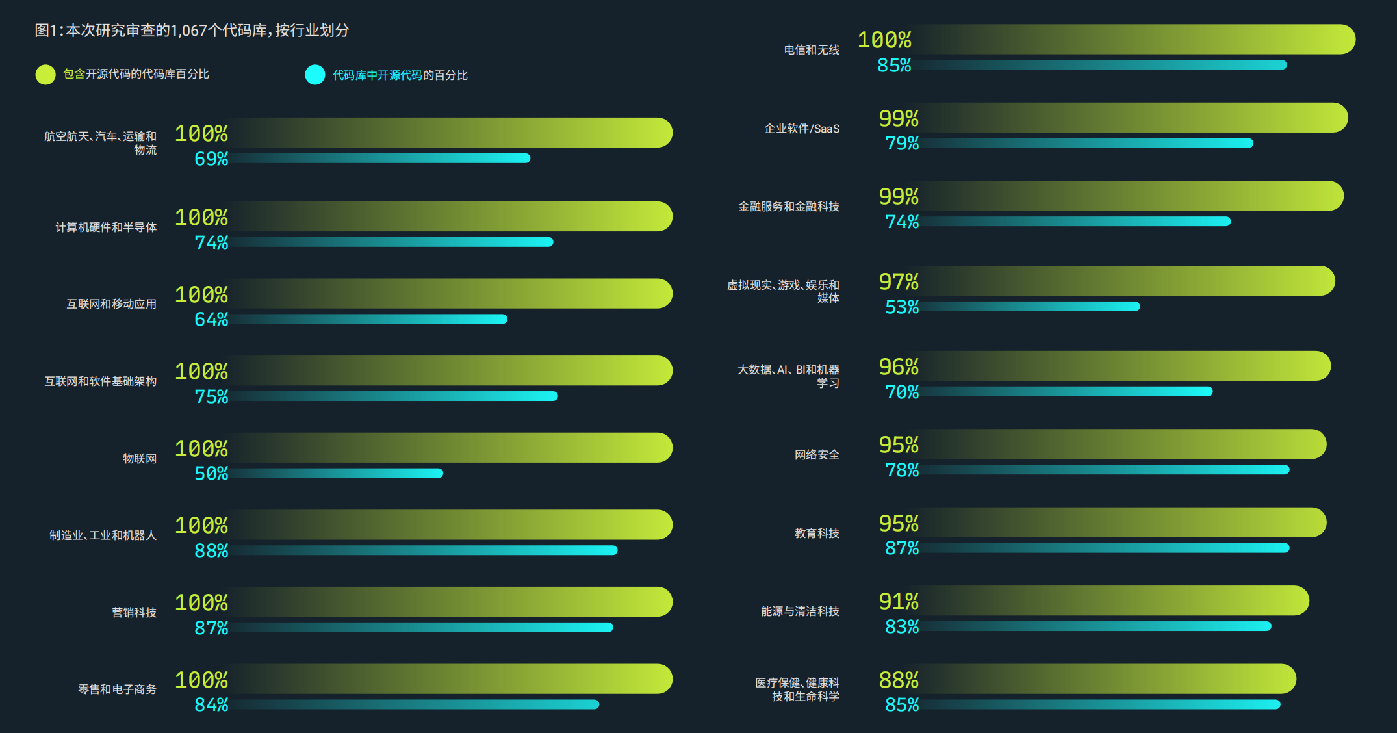 图1：本次研究审查的1,067个代码库，按行业划分
包含开源代码的代码库百分比
代码库中开源代码的百分比
航空航天、汽车、运输和
物流
100%
69%
计算机硬件和半导体
100%
74%
互联网和移动应用
100%
64%
互联网和软件基础架构
100%
75%
物联网
100%
50%
制造业、工业和机器人
100%
88%
营销科技
100%
87%
零售和电子商务
100%
84%
电信和无线
100%
85%
企业软件/SaaS
99%
79%
金融服务和金融科技
99%
74%
虚拟现实、游戏、娱乐和
媒体
97%
53%
大数据、AI、BI和机器
学习
96%
70%
网络安全
95%
78%
教育科技
95%
87%
能源与清洁科技
91%
83%
医疗保健、健康科
技和生命科学
88%
85%